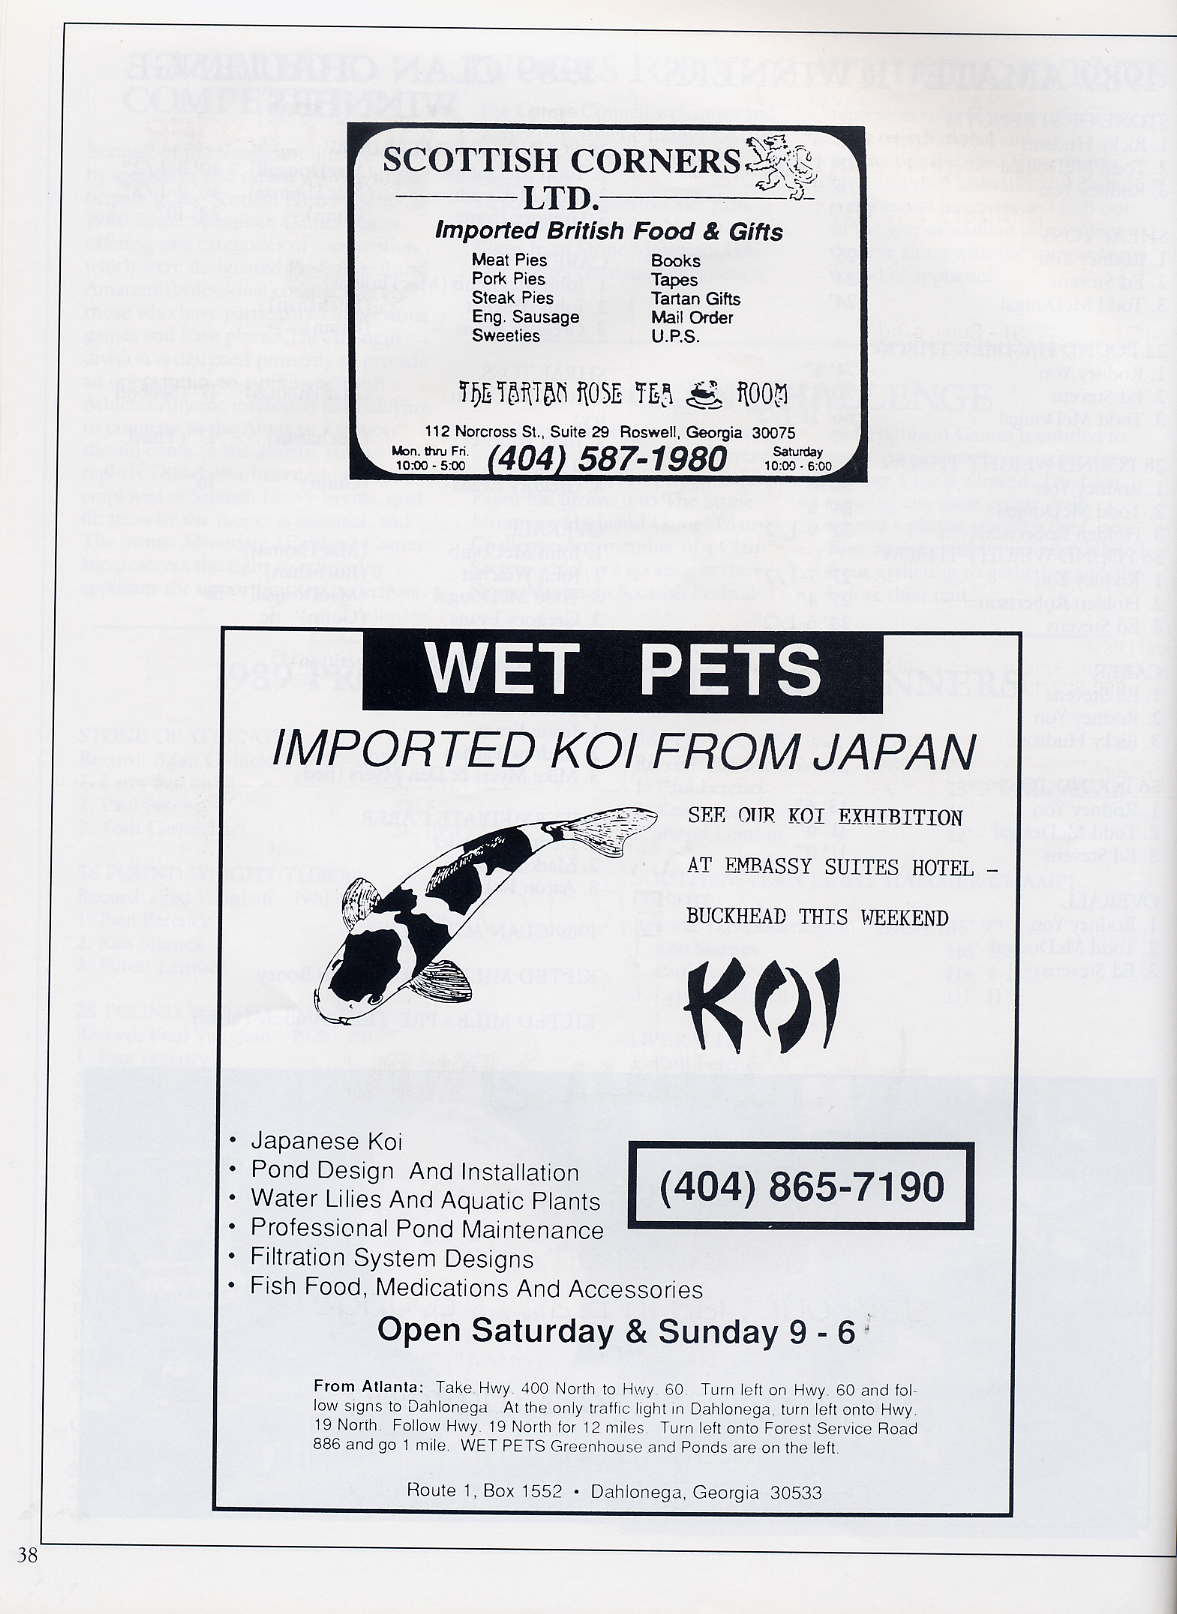 SCOTTISH CORNERS
LTD.
Imported British Food & Gifts
Meat Pies
Pork Pies
Steak Pies
Eng. Sausage
Sweeties
Books
Tapes
Tartan Gifts
Mail Order
U.P.S.
THE TARTAN ROSE TEA ROOM
112 Norcross St., Suite 29 Roswell, Georgia 30075
Mon. thru Fri.
10:00 - 5:00
(404) 587-1980
Saturday
10:00 - 6:00
WET PETS
IMPORTED KOI FROM JAPAN
SEE OUR KOI EXHIBITION
AT EMBASSY SUITES HOTEL -
BUCKHEAD THIS WEEKEND
KOI
• Japanese Koi
• Pond Design And Installation
• Water Lilies And Aquatic Plants
• Professional Pond Maintenance
• Filtration System Designs
• Fish Food, Medications And Accessories
(404) 865-7190
Open Saturday & Sunday 9 - 6
From Atlanta: Take Hwy. 400 North to Hwy. 60. Turn left on Hwy. 60 and fol-
low signs to Dahlonega. At the only traffic light in Dahlonega, turn left onto Hwy.
19 North. Follow Hwy. 19 North for 12 miles. Turn left onto Forest Service Road
886 and go 1 mile. WET PETS Greenhouse and Ponds are on the left.
Route 1, Box 1552 • Dahlonega, Georgia 30533
38